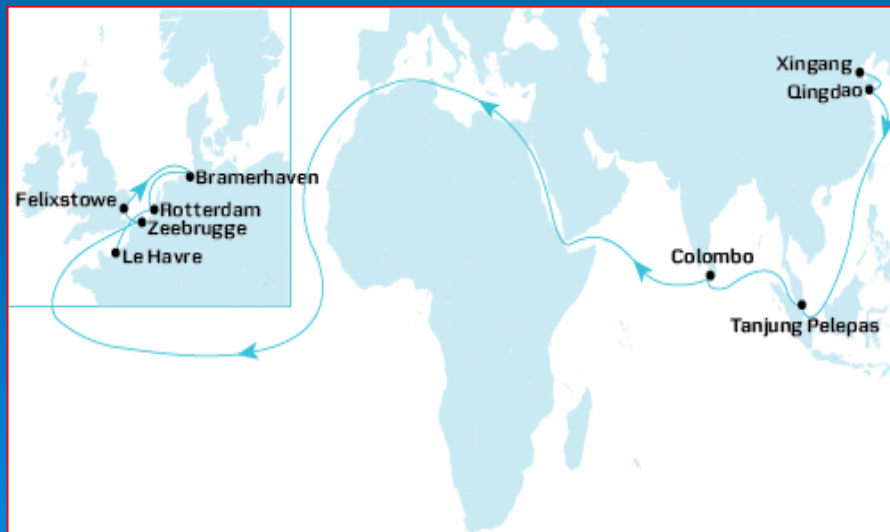 Xingang
Qingdao
Bramerhaven
Felixstowe
Rotterdam
Zeebrugge
Le Havre
Colombo
Tanjung Pelepas